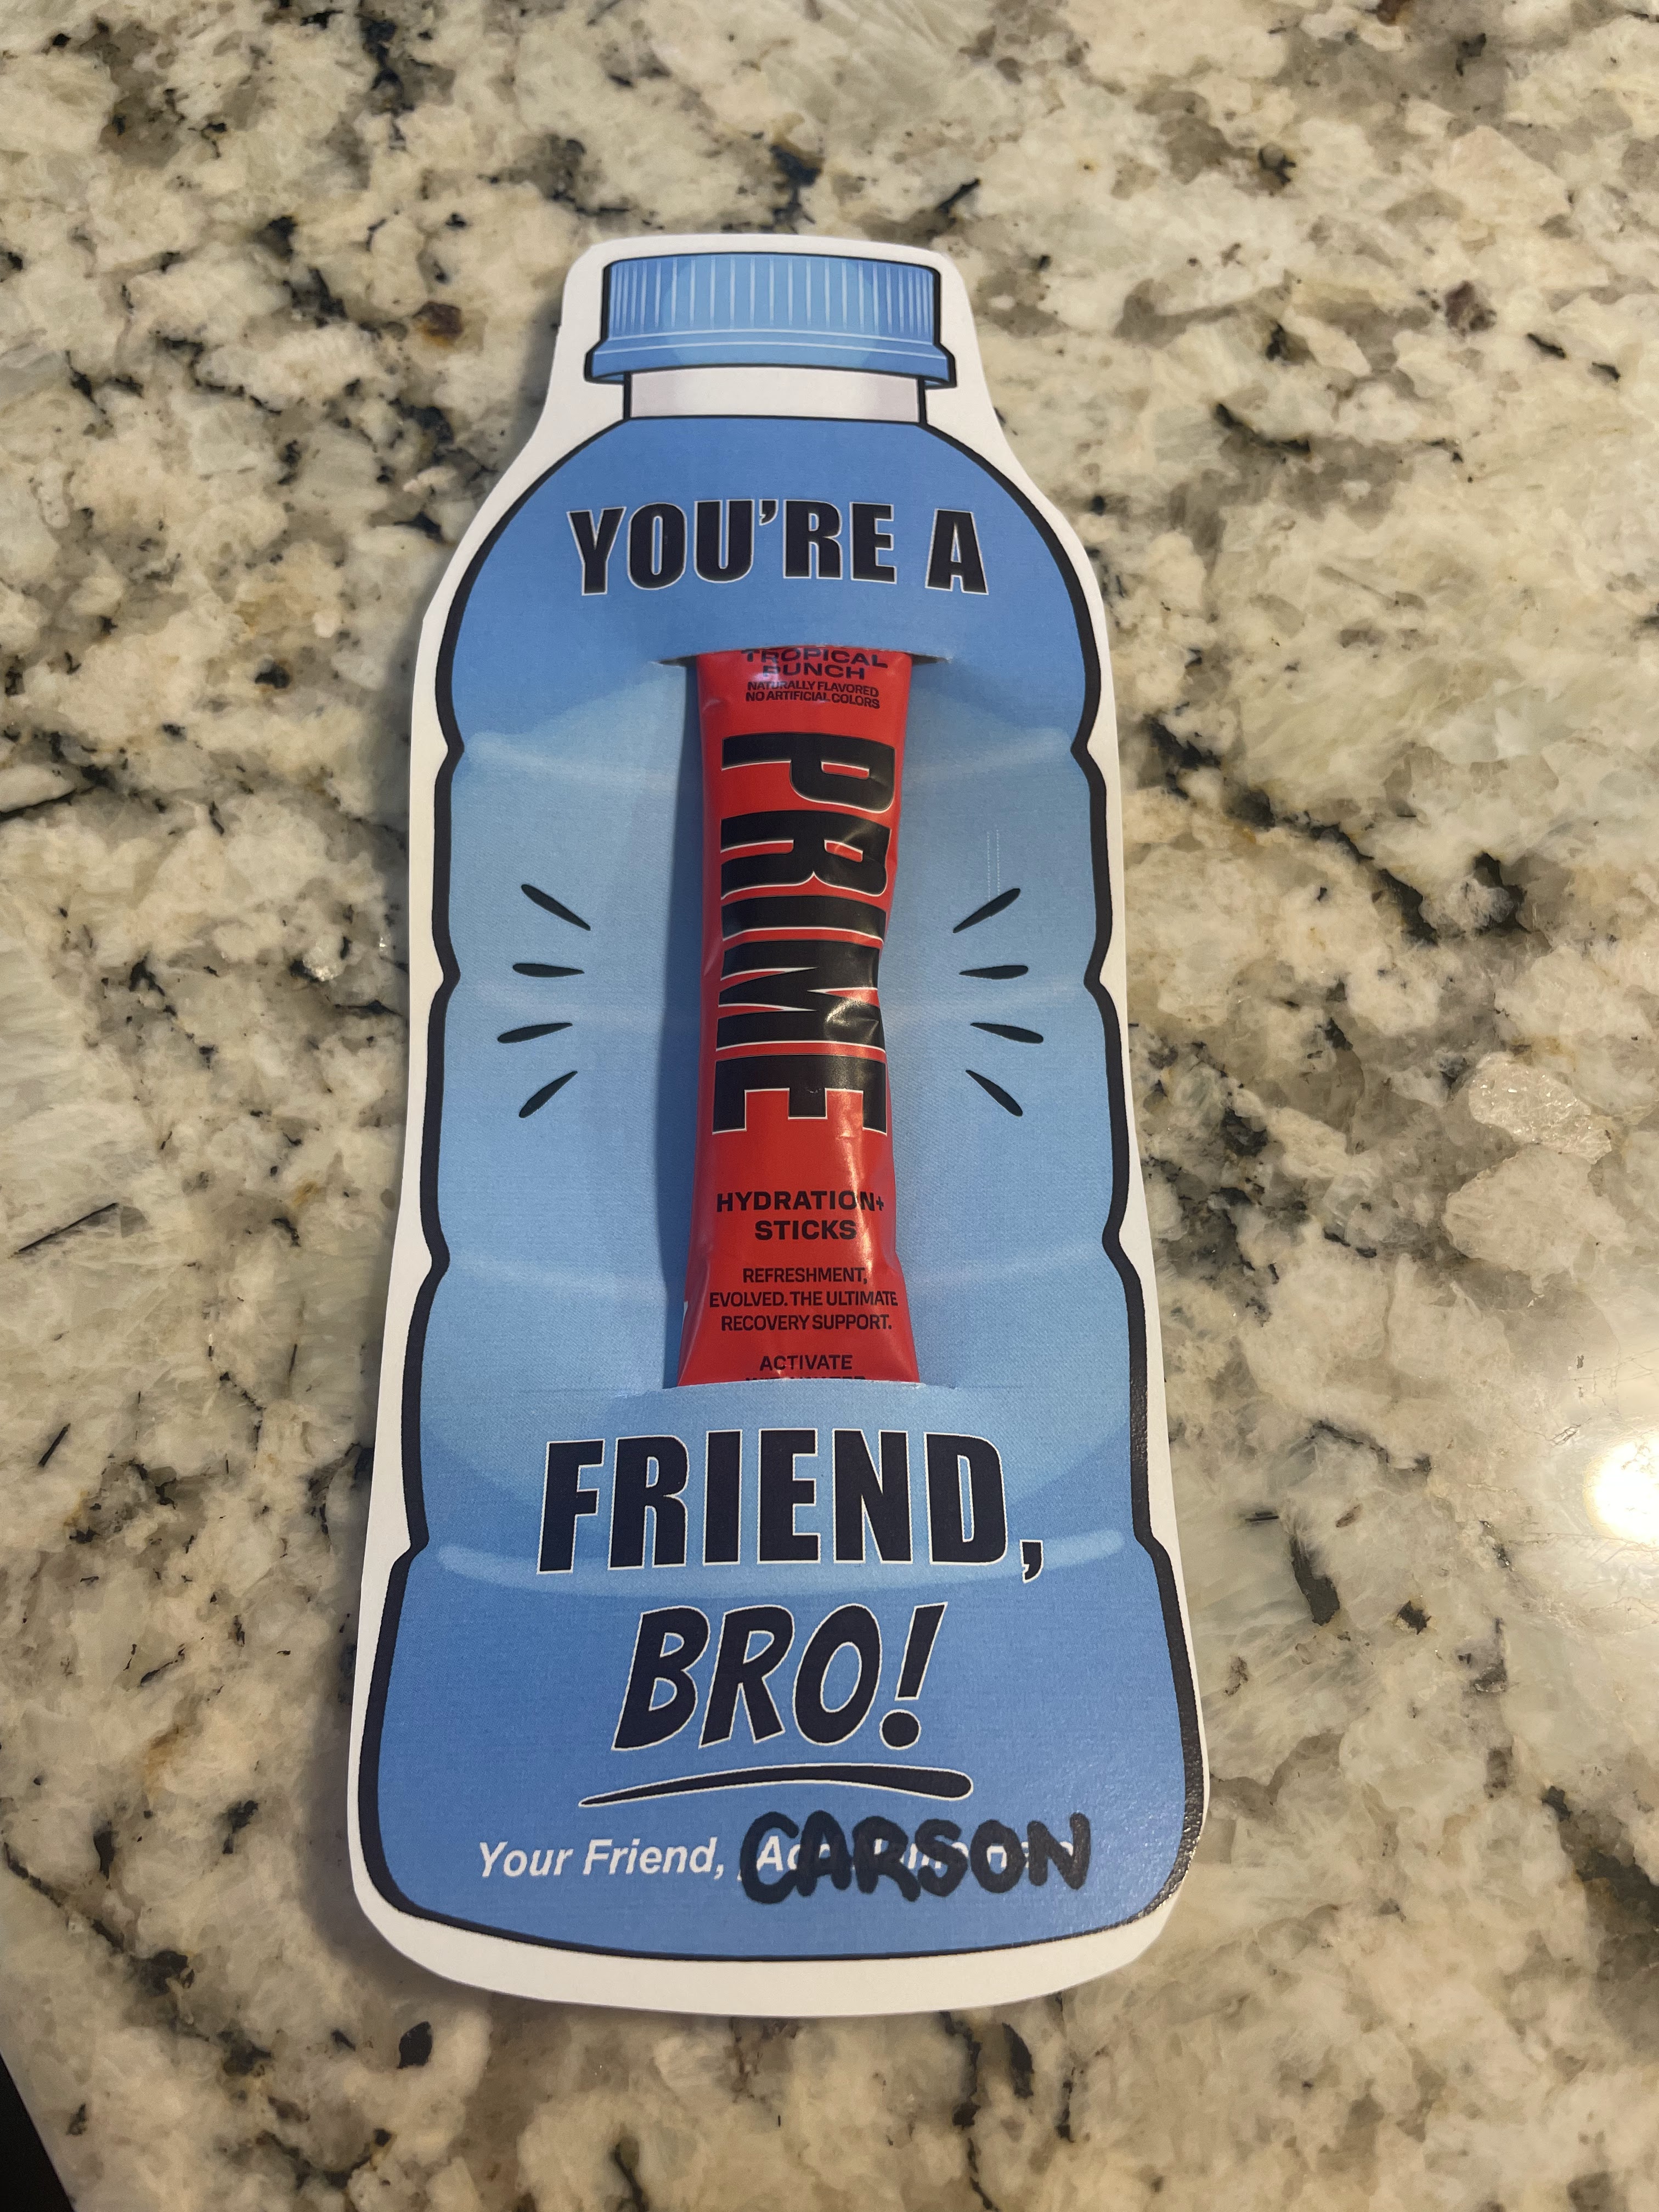 YOU'RE A
TROPICAL
PUNCH
NATURALLY FLAVORED
NO ARTIFICIAL COLORS
PRIME
HYDRATION+
STICKS
REFRESHMENT,
EVOLVED. THE ULTIMATE
RECOVERY SUPPORT.
ACTIVATE
FRIEND,
BRO!
Your Friend, CARSON